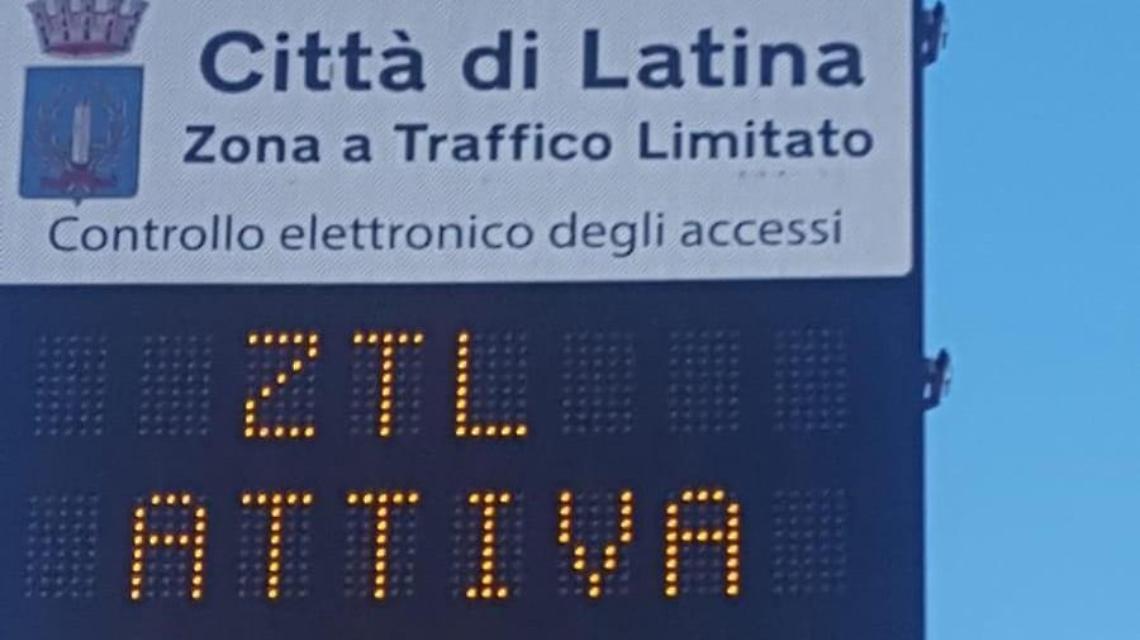 Città di Latina
Zona a Traffico Limitato
Controllo elettronico degli accessi
ZTL
ATTIVA